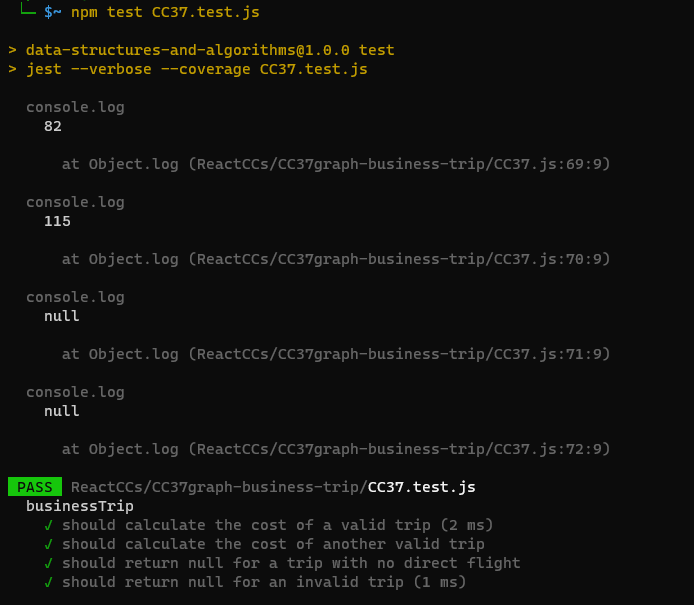 $~ npm test CC37.test.js
> data-structures-and-algorithms@1.0.0 test
> jest --verbose --coverage CC37.test.js
console.log
82
at Object.log (ReactCCs/CC37graph-business-trip/CC37.js:69:9)
console.log
115
at Object.log (ReactCCs/CC37graph-business-trip/CC37.js:70:9)
console.log
null
at Object.log (ReactCCs/CC37graph-business-trip/CC37.js:71:9)
console.log
null
at Object.log (ReactCCs/CC37graph-business-trip/CC37.js:72:9)
PASS ReactCCs/CC37graph-business-trip/CC37.test.js
businessTrip
✓ should calculate the cost of a valid trip (2 ms)
✓ should calculate the cost of another valid trip
✓ should return null for a trip with no direct flight
✓ should return null for an invalid trip (1 ms)